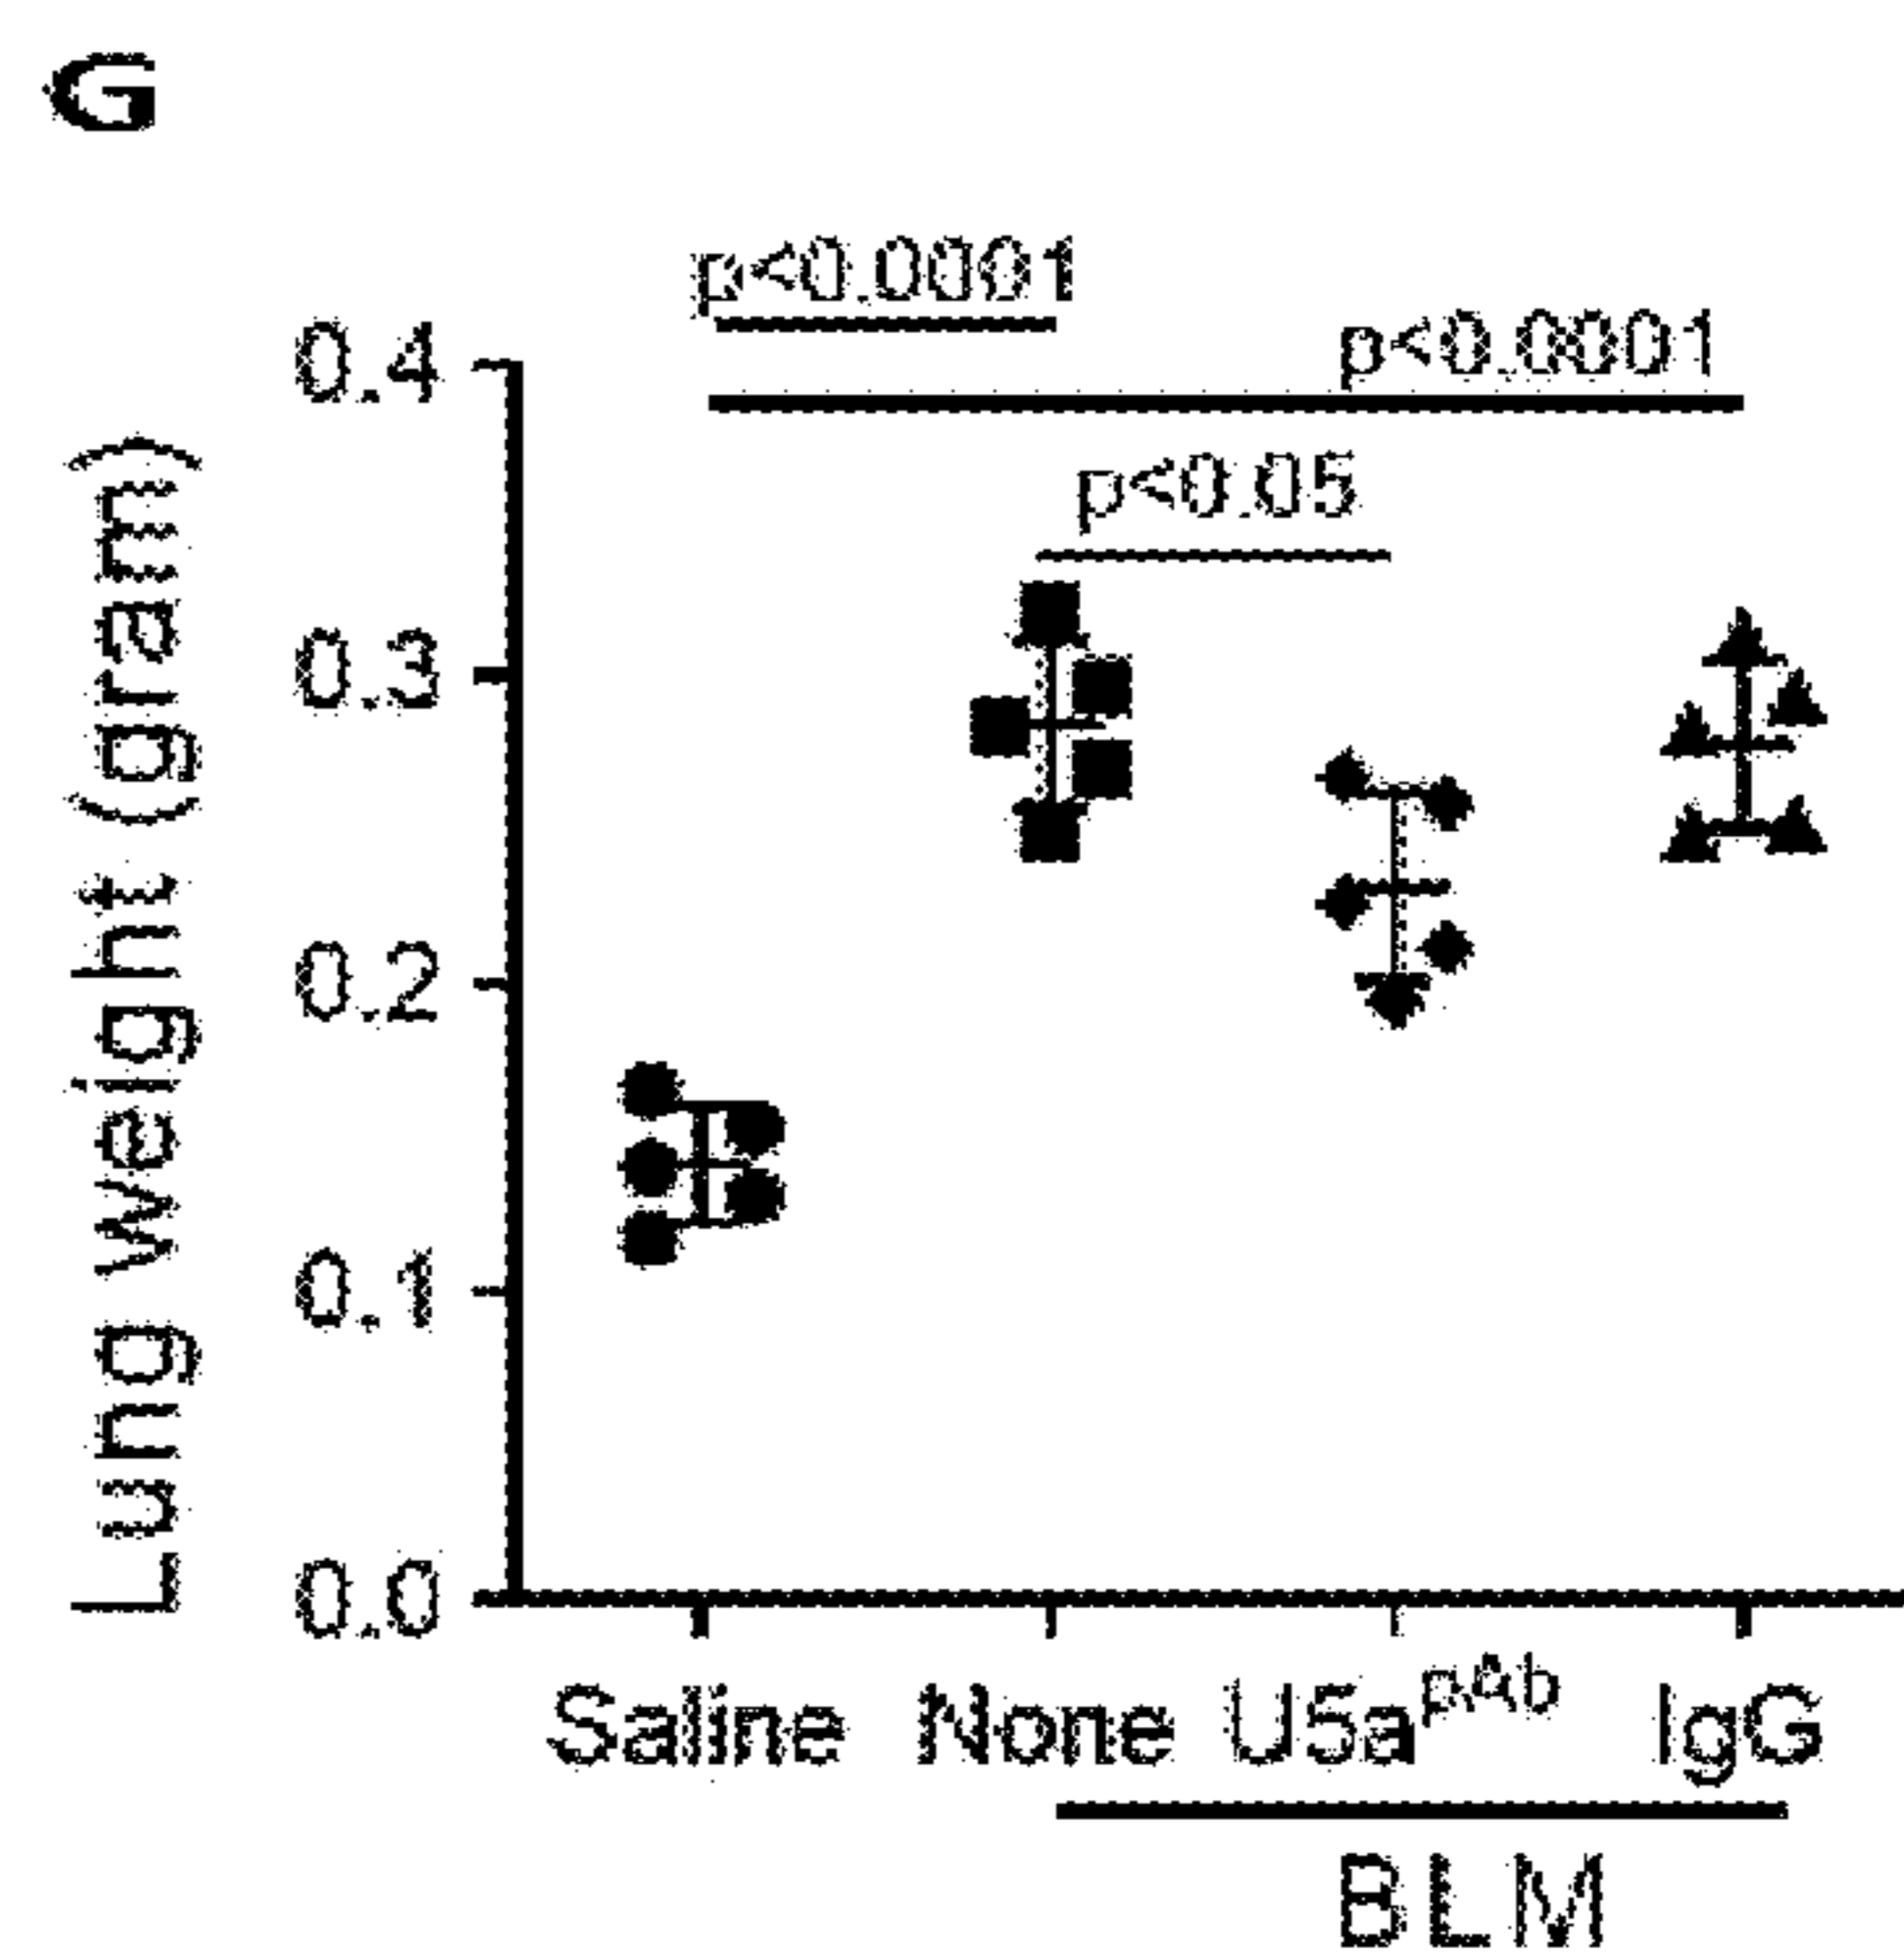 G
p<0.0001
p<0.0001
p<0.05
Lung weight (gram)
0.4
0.3
0.2
0.1
0.0
Saline None U5a^pAb IgG
BLM